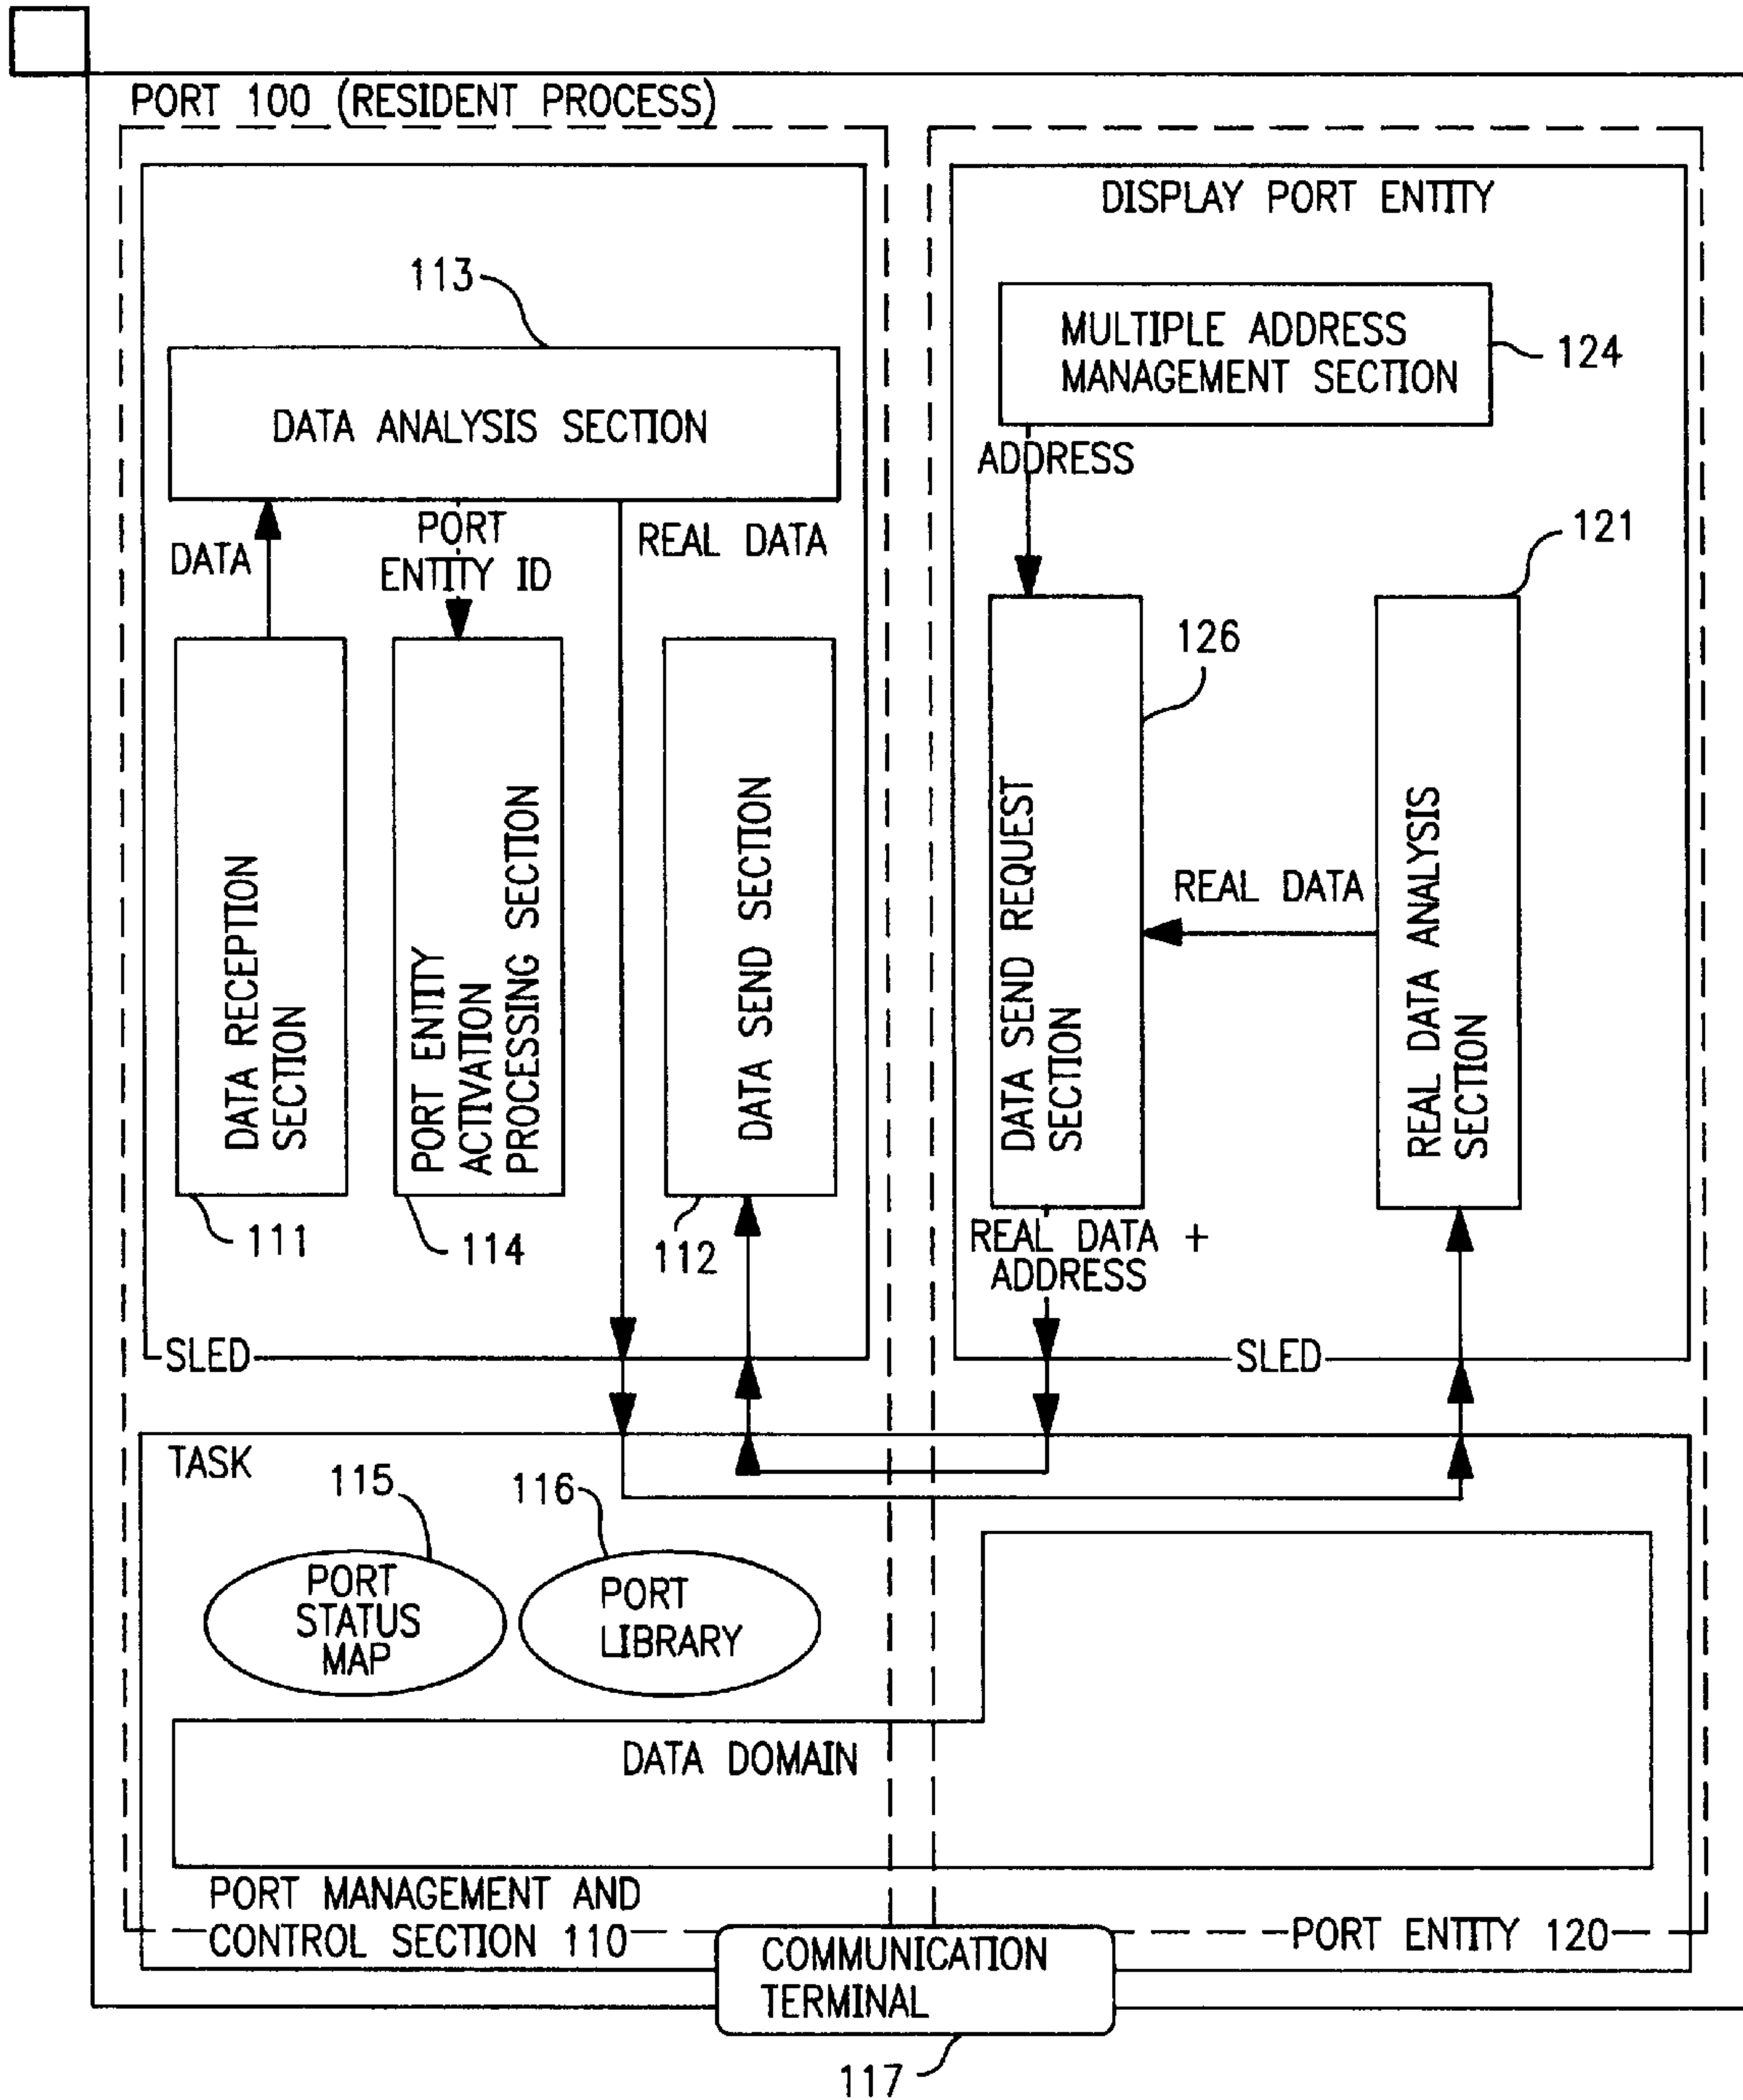 PORT 100 (RESIDENT PROCESS)
113
DATA ANALYSIS SECTION
DATA
PORT
ENTITY ID
REAL DATA
DATA RECEPTION
SECTION
PORT ENTITY
ACTIVATION
PROCESSING SECTION
DATA SEND SECTION
111
114
112
SLED
DISPLAY PORT ENTITY
MULTIPLE ADDRESS
MANAGEMENT SECTION
124
ADDRESS
121
126
DATA SEND REQUEST
SECTION
REAL DATA
REAL DATA ANALYSIS
SECTION
REAL DATA +
ADDRESS
SLED
TASK
115
116
PORT
STATUS
MAP
PORT
LIBRARY
DATA DOMAIN
PORT MANAGEMENT AND
CONTROL SECTION 110
PORT ENTITY 120
COMMUNICATION
TERMINAL
117